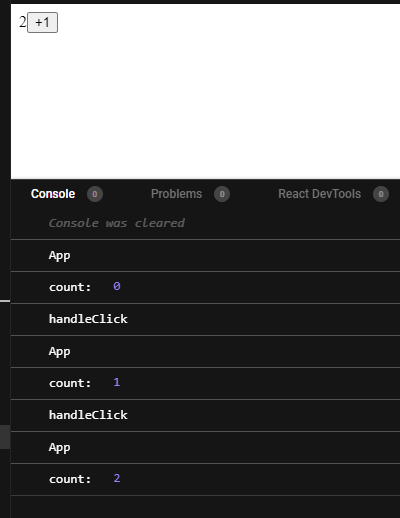 2 +1
Console 0 Problems 0 React DevTools 0
Console was cleared
App
count: 0
handleClick
App
count: 1
handleClick
App
count: 2